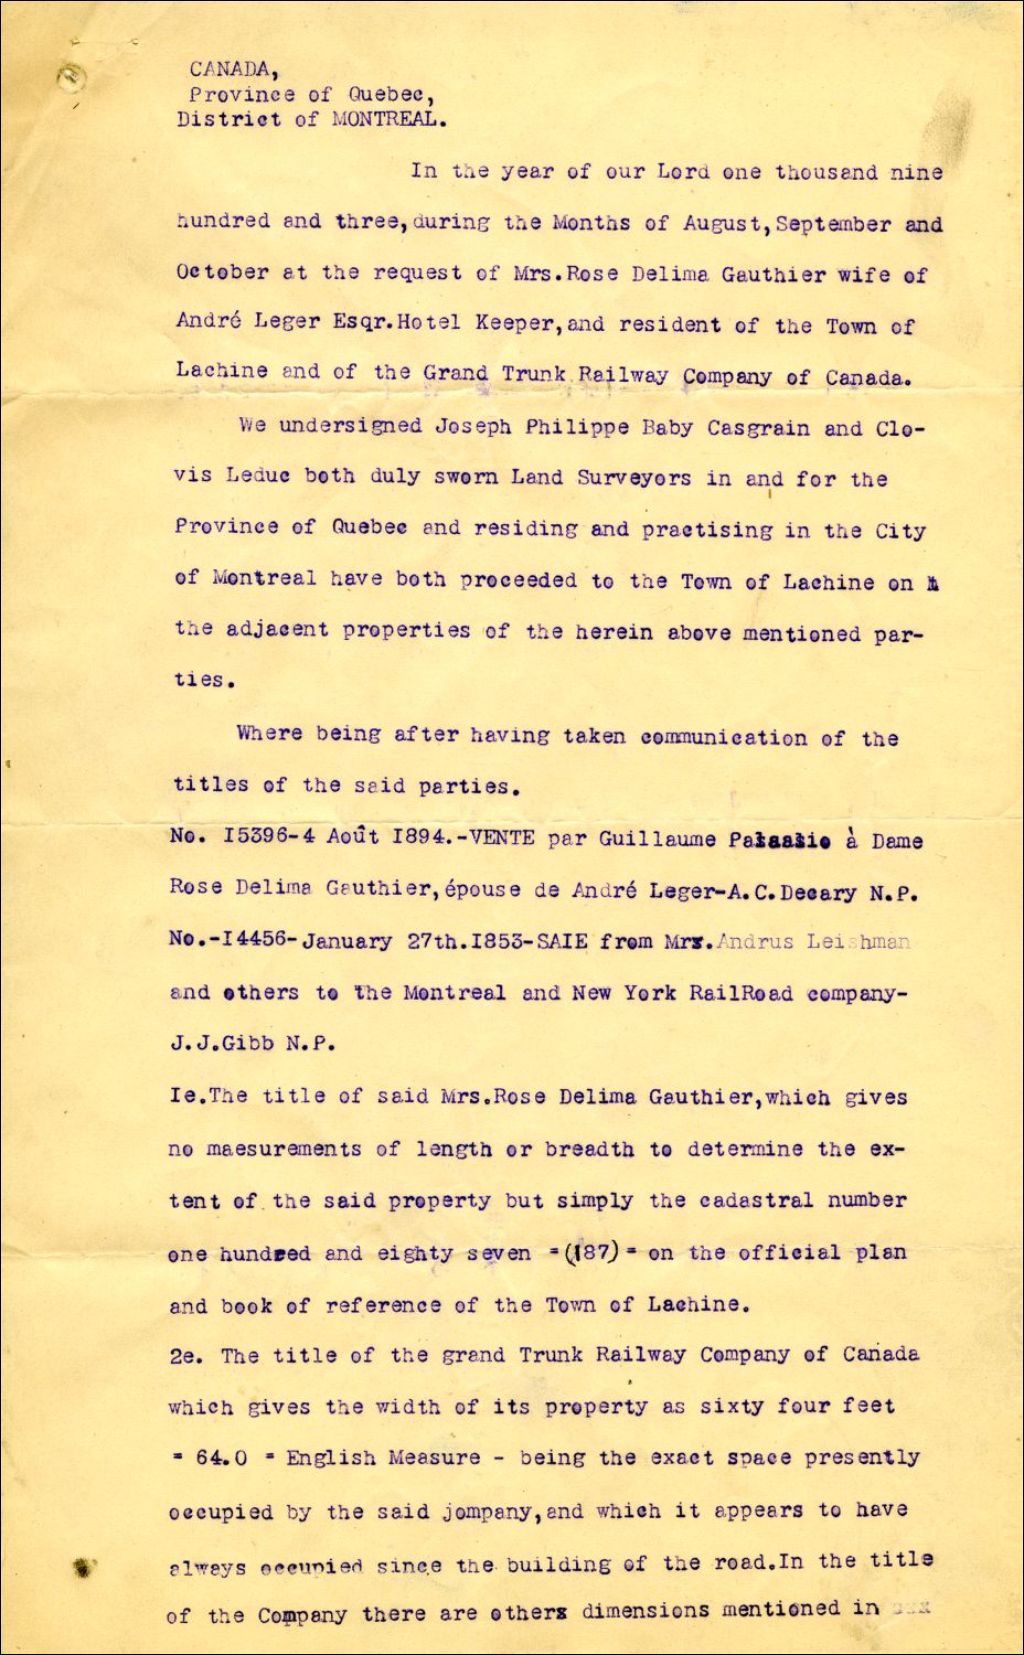 CANADA,
Province of Quebec,
District of MONTREAL.
In the year of our Lord one thousand nine
hundred and three,during the Months of August,September and
October at the request of Mrs.Rose Delima Gauthier wife of
André Leger Esqr.Hotel Keeper,and resident of the Town of
Lachine and of the Grand Trunk Railway Company of Canada.
We undersigned Joseph Philippe Baby Casgrain and Clo-
vis Leduc both duly sworn Land Surveyors in and for the
Province of Quebec and residing and practising in the City
of Montreal have both proceeded to the Town of Lachine on
the adjacent properties of the herein above mentioned par-
ties.
Where being after having taken communication of the
titles of the said parties.
No. I5396-4 Août I894.-VENTE par Guillaume à Dame
Rose Delima Gauthier,épouse de André Leger-A.C.Decary N.P.
No.-I4456-January 27th.I853-SAIE from Mrs.Andrus Leishman
and others to the Montreal and New York RailRoad company-
J.J.Gibb N.P.
Ie.The title of said Mrs.Rose Delima Gauthier,which gives
no maesurements of length or breadth to determine the ex-
tent of the said property but simply the cadastral number
one hundred and eighty seven =(187)= on the official plan
and book of reference of the Town of Lachine.
2e. The title of the grand Trunk Railway Company of Canada
which gives the width of its property as sixty four feet
= 64.0 = English Measure - being the exact space presently
occupied by the said jompany,and which it appears to have
always occupied since the building of the road.In the title
of the Company there are others dimensions mentioned in